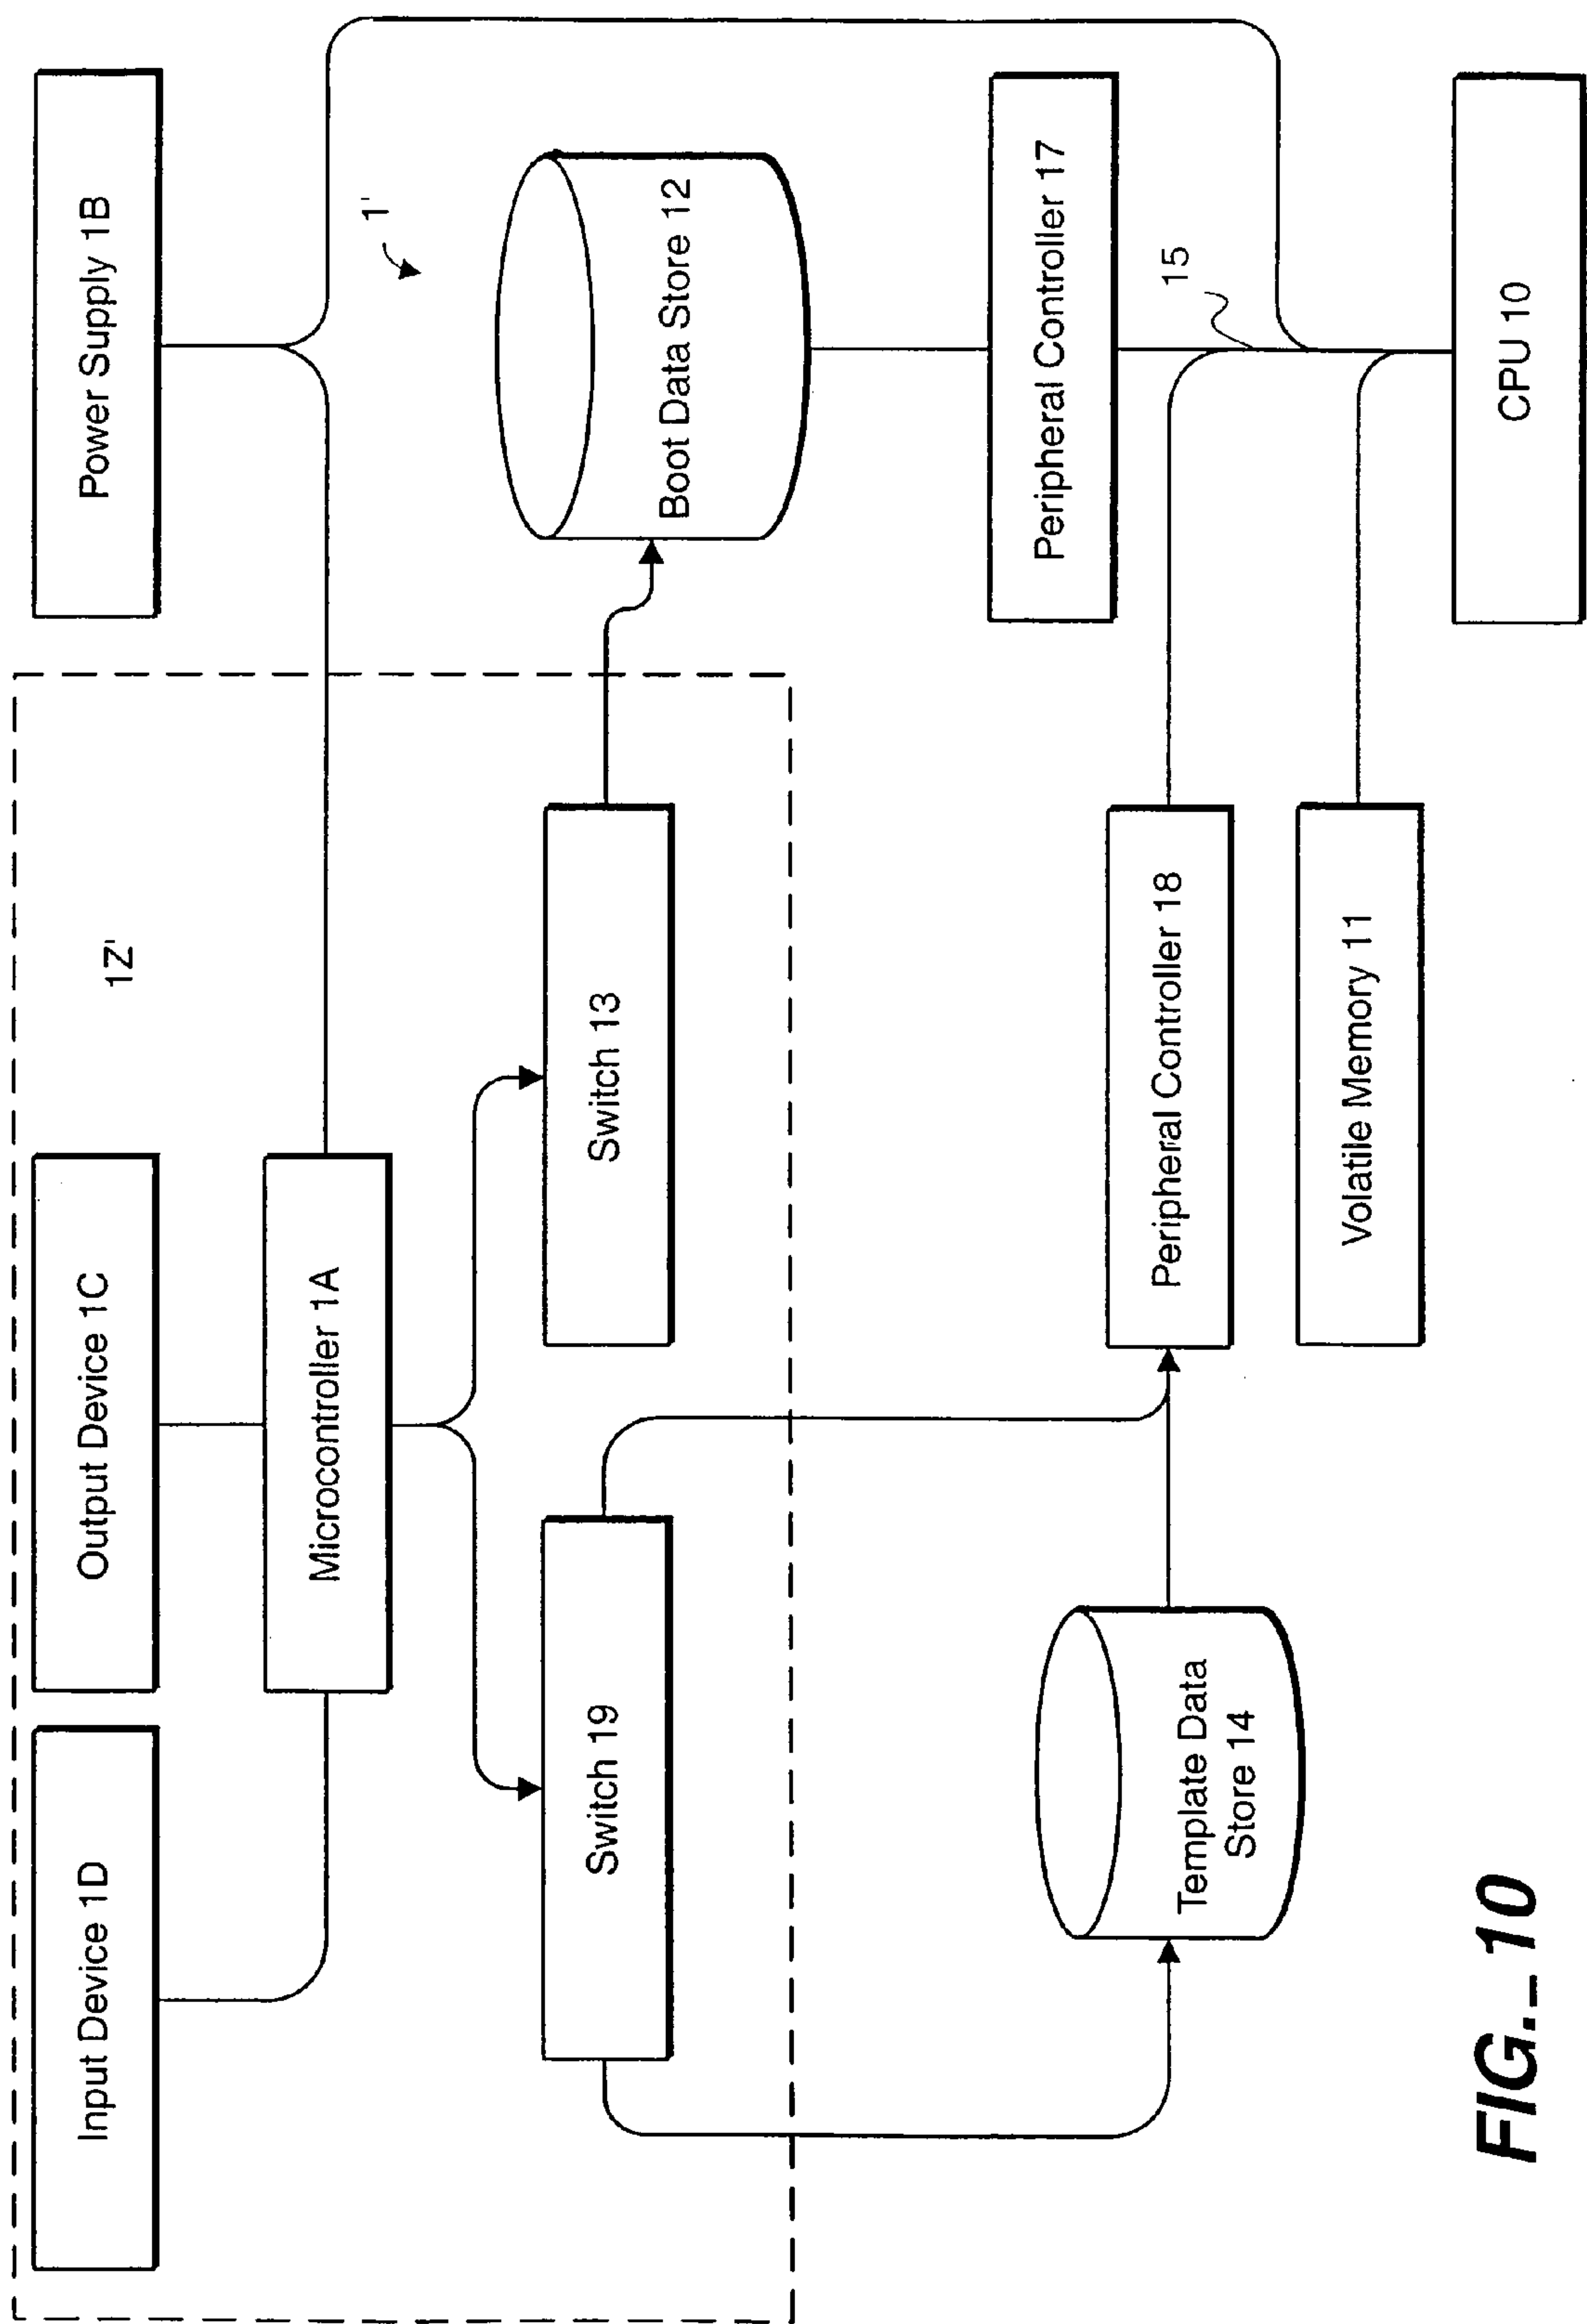 Input Device 1D
Output Device 1C
Power Supply 1B
1Z'
Microcontroller 1A
1'
Switch 19
Switch 13
Boot Data Store 12
Template Data
Store 14
Peripheral Controller 18
Peripheral Controller 17
15
Volatile Memory 11
CPU 10
FIG._10